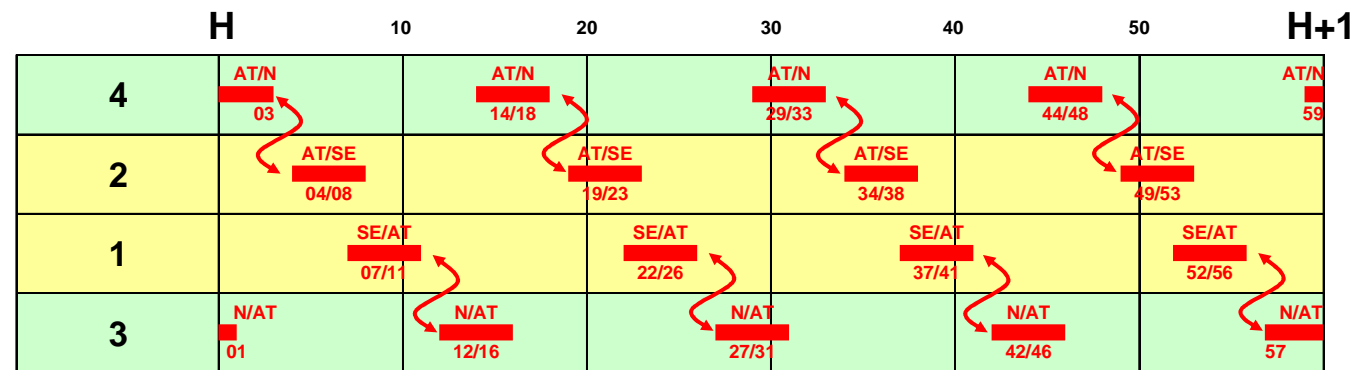 H 10 20 30 40 50 H+1
4 AT/N AT/N AT/N AT/N AT/N
03 14/18 29/33 44/48 59
2 AT/SE AT/SE AT/SE AT/SE
04/08 19/23 34/38 49/53
1 SE/AT SE/AT SE/AT SE/AT
07/11 22/26 37/41 52/56
3 N/AT N/AT N/AT N/AT N/AT
01 12/16 27/31 42/46 57